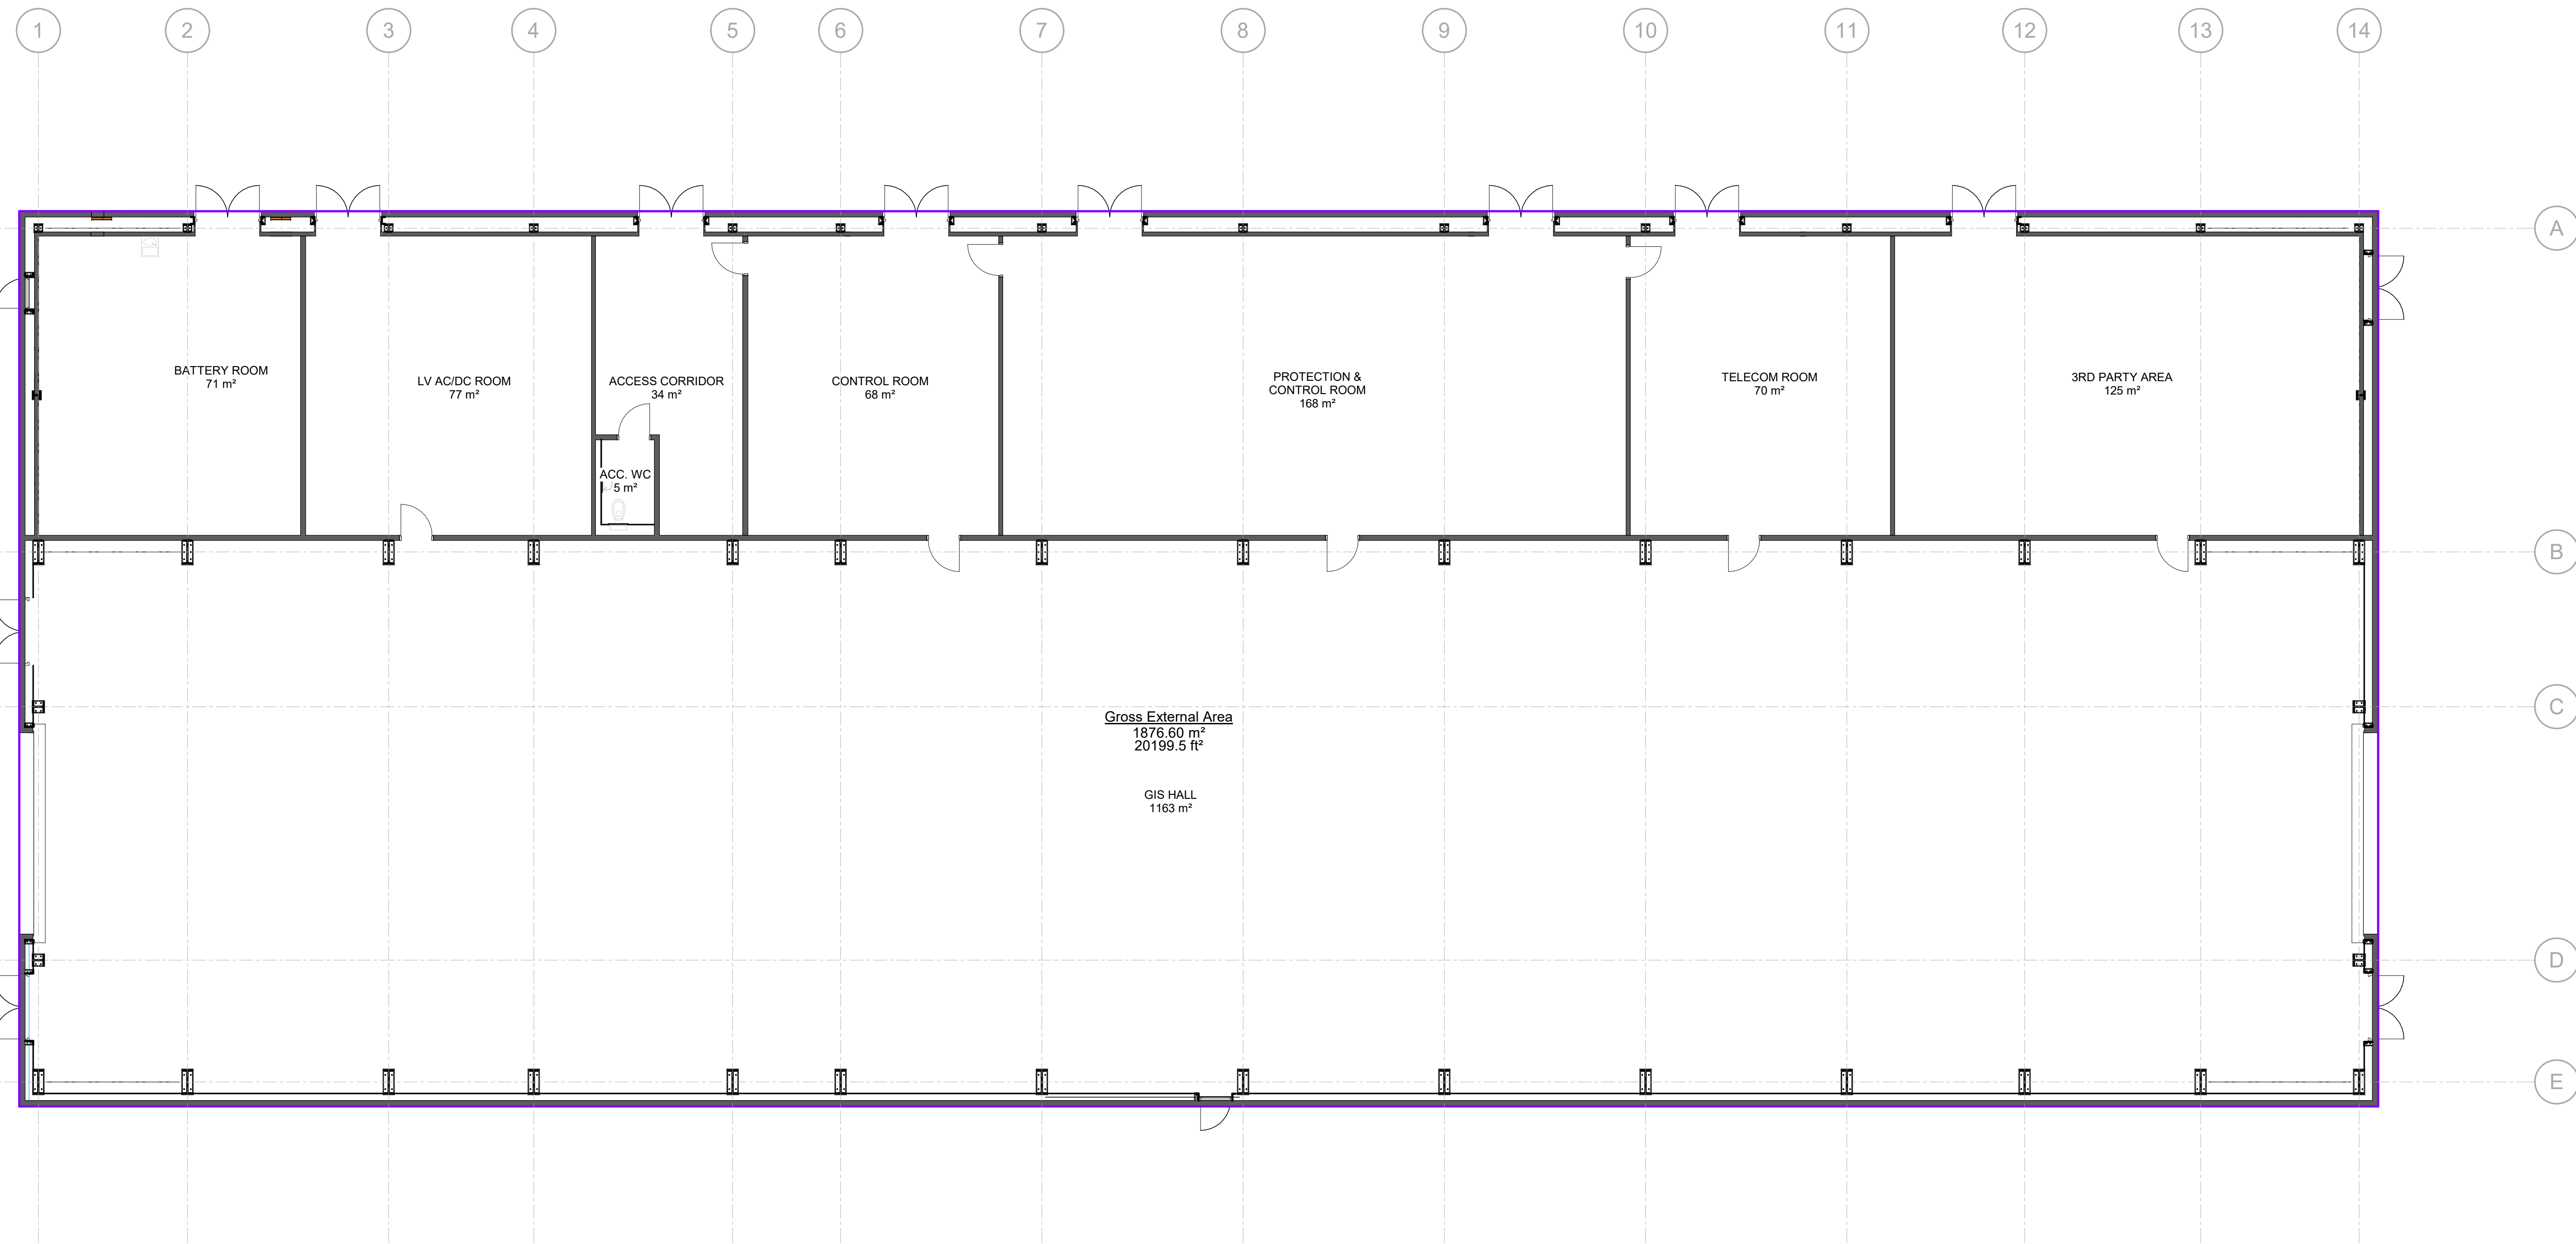 1
2
3
4
5
6
7
8
9
10
11
12
13
14
A
BATTERY ROOM
71 m²
LV AC/DC ROOM
77 m²
ACCESS CORRIDOR
34 m²
CONTROL ROOM
68 m²
PROTECTION &
CONTROL ROOM
168 m²
TELECOM ROOM
70 m²
3RD PARTY AREA
125 m²
ACC. WC
5 m²
B
C
Gross External Area
1876.60 m²
20199.5 ft²
GIS HALL
1163 m²
D
E